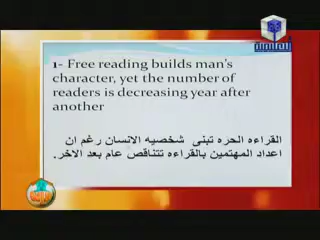 1- Free reading builds man's
character, yet the number of
readers is decreasing year after
another
القراءه الحره تبنى شخصيه الانسان رغم ان
اعداد المهتمين بالقراءه تتناقص عام بعد الاخر.